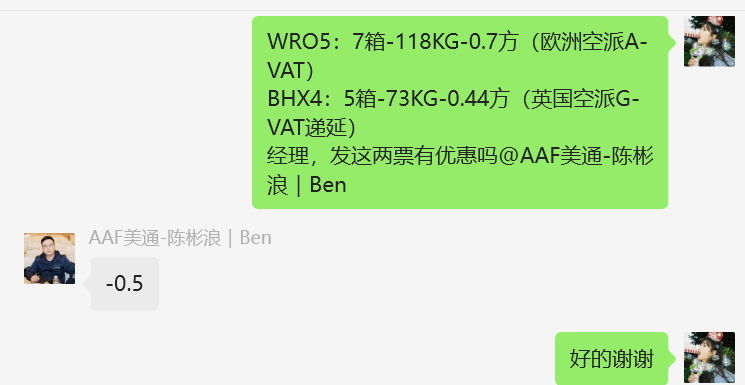 WRO5：7箱-118KG-0.7方（欧洲空派A-
VAT）
BHX4：5箱-73KG-0.44方（英国空派G-
VAT递延）
经理，发这两票有优惠吗@AAF美通-陈彬
浪｜Ben
AAF美通-陈彬浪｜Ben
-0.5
好的谢谢